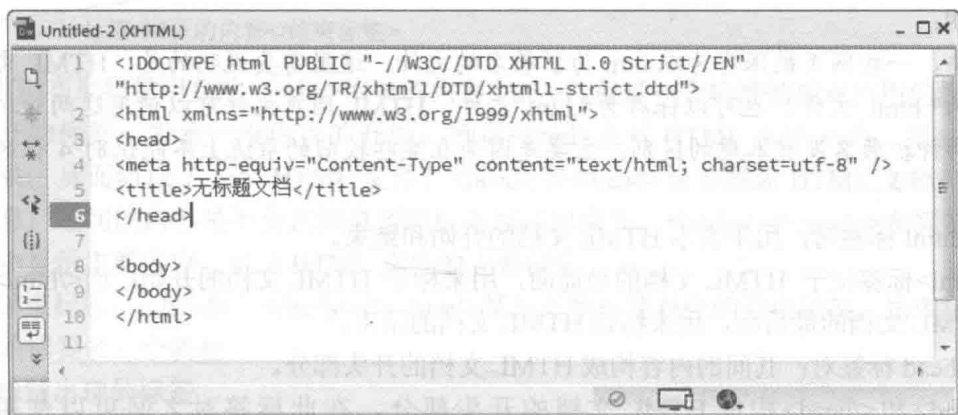 Untitled-2 (XHTML)
1 <!DOCTYPE html PUBLIC "-//W3C//DTD XHTML 1.0 Strict//EN"
"http://www.w3.org/TR/xhtml1/DTD/xhtml1-strict.dtd">
2 <html xmlns="http://www.w3.org/1999/xhtml">
3 <head>
4 <meta http-equiv="Content-Type" content="text/html; charset=utf-8" />
5 <title>无标题文档</title>
6 </head>
7
8 <body>
9 </body>
10 </html>
11